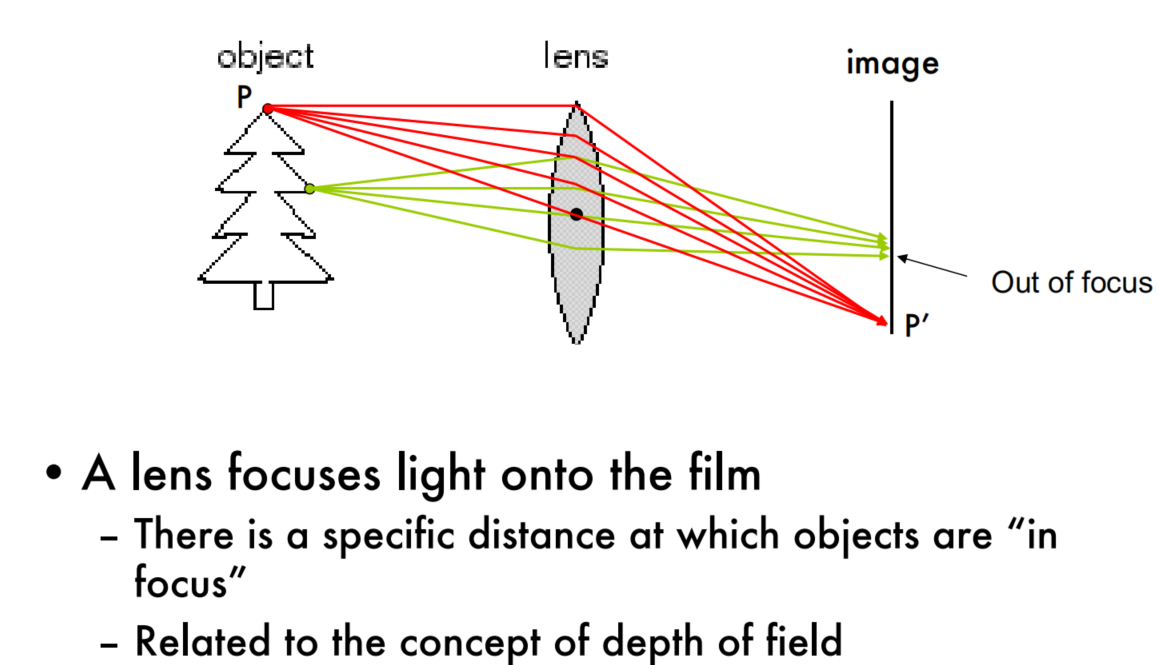 object
lens
image
P
Out of focus
P′
• A lens focuses light onto the film
– There is a specific distance at which objects are “in
focus”
– Related to the concept of depth of field